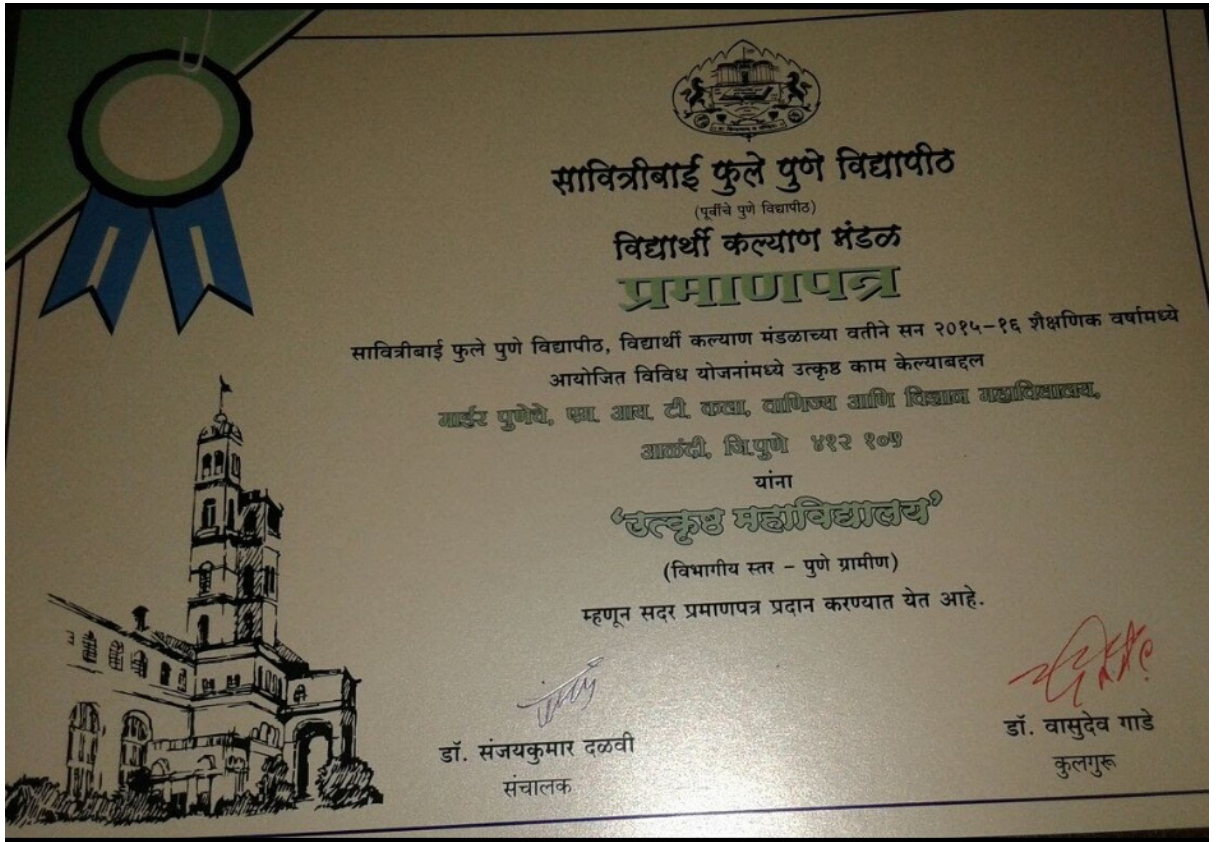 सावित्रीबाई फुले पुणे विद्यापीठ
(पूर्वीचे पुणे विद्यापीठ)
विद्यार्थी कल्याण मंडळ
प्रमाणपत्र
सावित्रीबाई फुले पुणे विद्यापीठ, विद्यार्थी कल्याण मंडळाच्या वतीने सन २०१५-१६ शैक्षणिक वर्षामध्ये
आयोजित विविध योजनांमध्ये उत्कृष्ठ काम केल्याबद्दल
माईर पुणेचे, एम. आय. टी. कला, वाणिज्य आणि विज्ञान महाविद्यालय,
आळंदी, जि.पुणे ४१२ १०५
यांना
‘उत्कृष्ठ महाविद्यालय’
(विभागीय स्तर – पुणे ग्रामीण)
म्हणून सदर प्रमाणपत्र प्रदान करण्यात येत आहे.
डॉ. संजयकुमार दळवी
संचालक
डॉ. वासुदेव गाडे
कुलगुरू